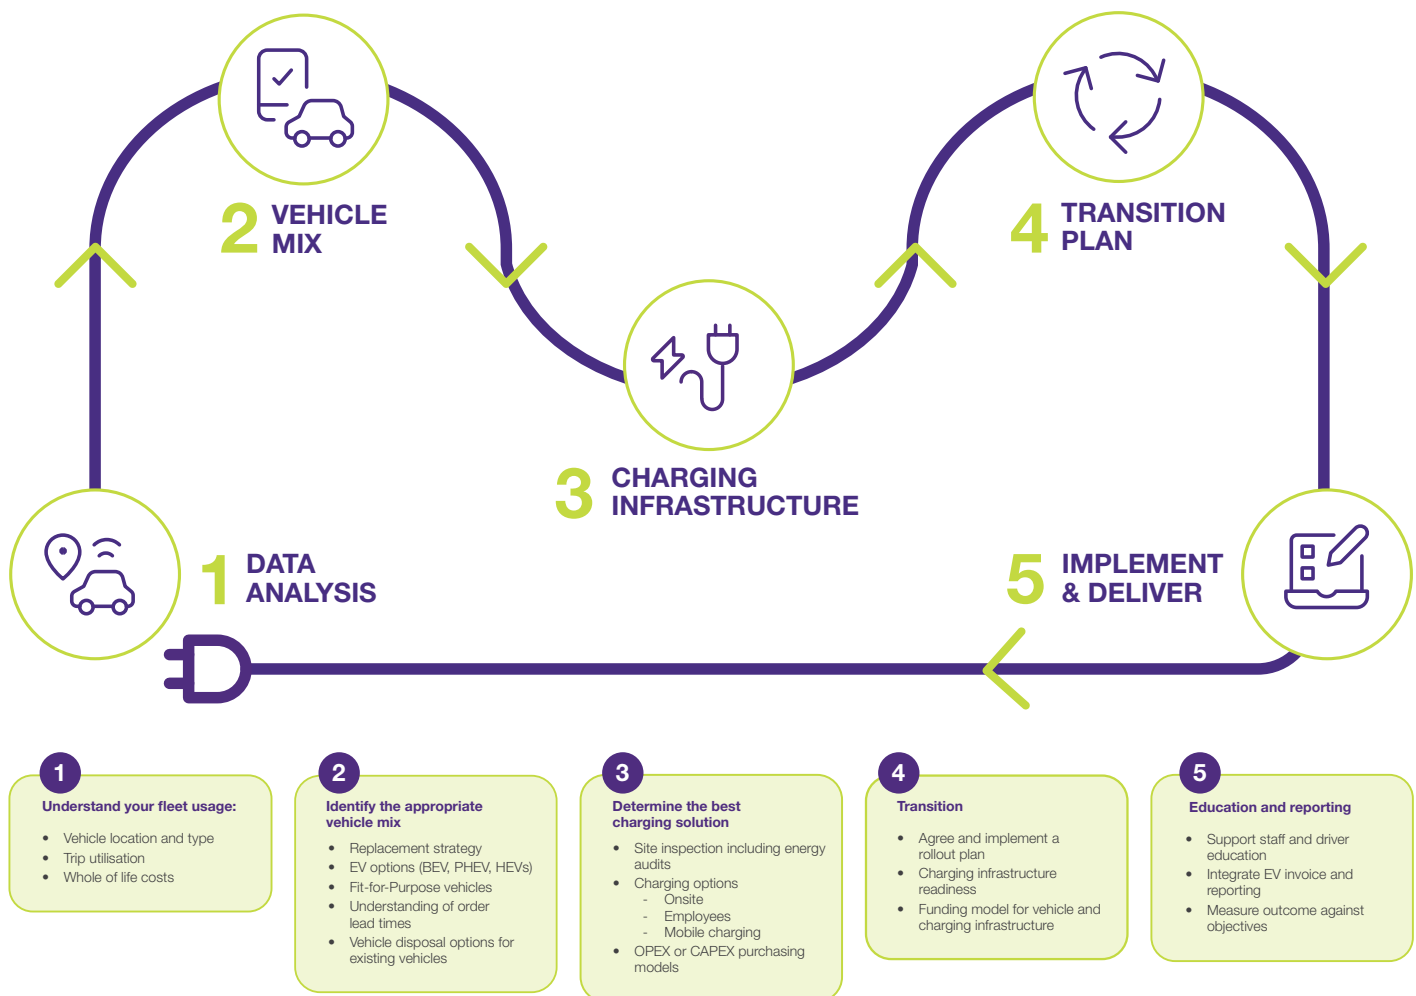 2 VEHICLE
MIX
4 TRANSITION
PLAN
3 CHARGING
INFRASTRUCTURE
1 DATA
ANALYSIS
5 IMPLEMENT
& DELIVER
1
Understand your fleet usage:
• Vehicle location and type
• Trip utilisation
• Whole of life costs
2
Identify the appropriate
vehicle mix
• Replacement strategy
• EV options (BEV, PHEV, HEVs)
• Fit-for-Purpose vehicles
• Understanding of order
lead times
• Vehicle disposal options for
existing vehicles
3
Determine the best
charging solution
• Site inspection including energy
audits
• Charging options
- Onsite
- Employees
- Mobile charging
• OPEX or CAPEX purchasing
models
4
Transition
• Agree and implement a
rollout plan
• Charging infrastructure
readiness
• Funding model for vehicle and
charging infrastructure
5
Education and reporting
• Support staff and driver
education
• Integrate EV invoice and
reporting
• Measure outcome against
objectives